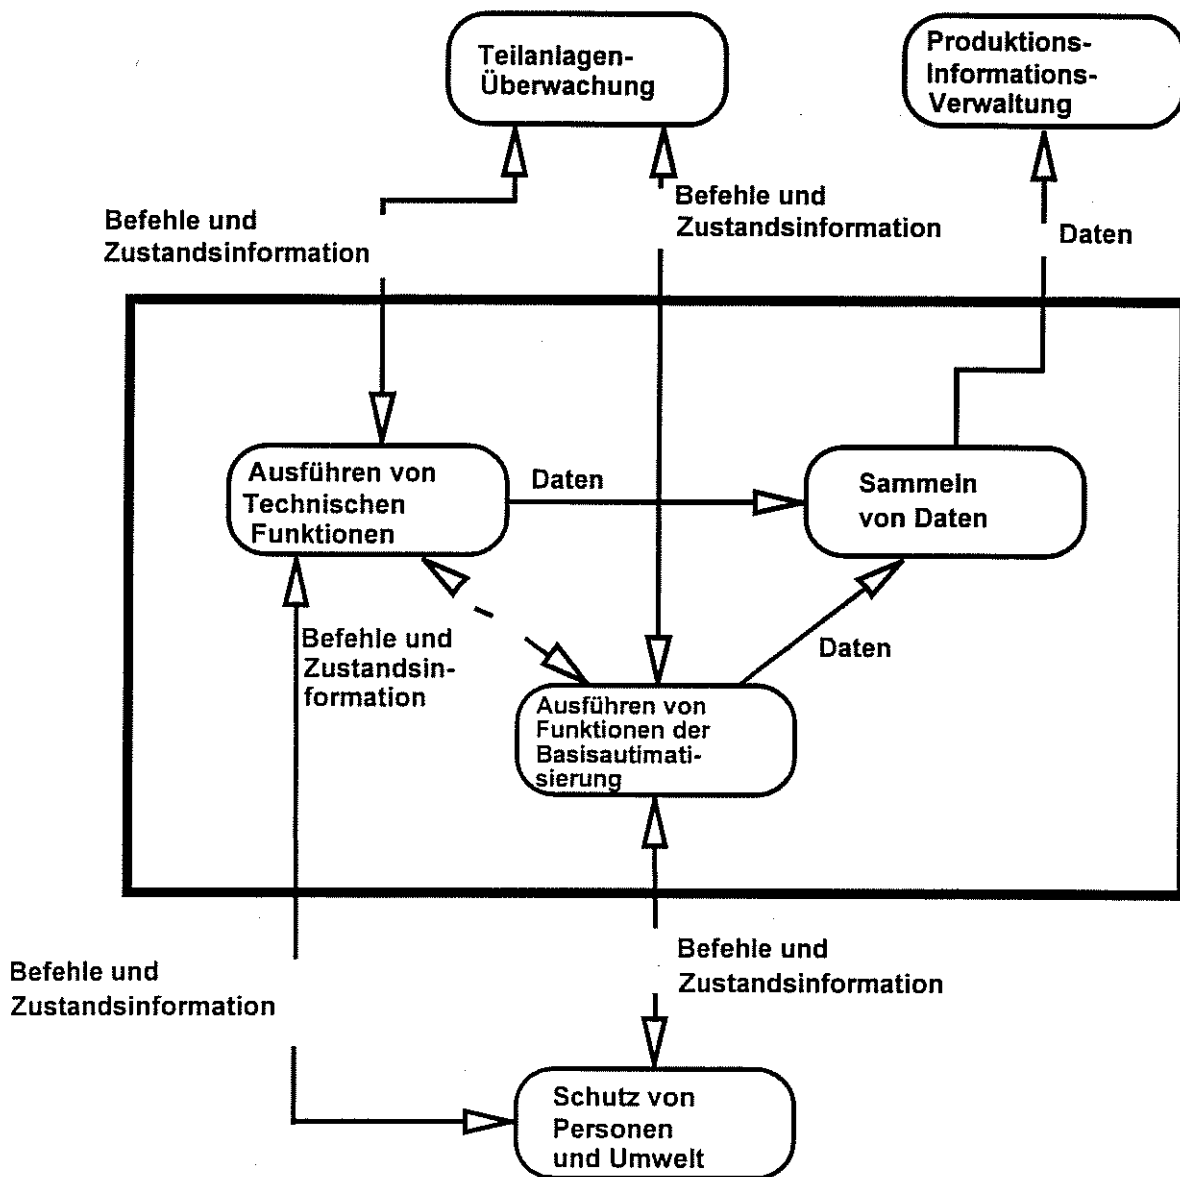 Teilanlagen-
Überwachung
Produktions-
Informations-
Verwaltung
Befehle und
Zustandsinformation
Befehle und
Zustandsinformation
Daten
Ausführen von
Technischen
Funktionen
Daten
Sammeln
von Daten
Befehle und
Zustandsin-
formation
Daten
Ausführen von
Funktionen der
Basisautimati-
sierung
Befehle und
Zustandsinformation
Befehle und
Zustandsinformation
Schutz von
Personen
und Umwelt